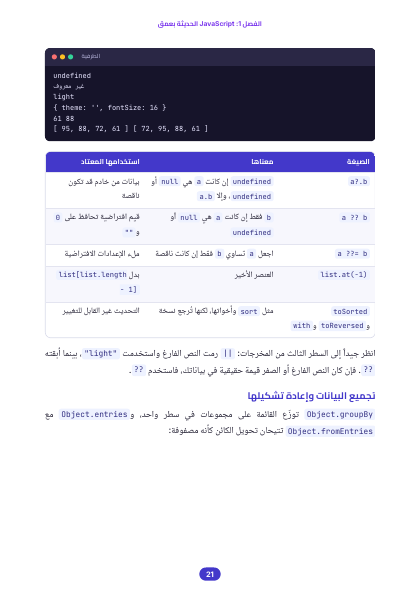 الفصل 1: JavaScript الحديثة بعمق
الطرفية
undefined
غير معروف
light
{ theme: '', fontSize: 16 }
61 88
[ 95, 88, 72, 61 ] [ 72, 95, 88, 61 ]
الصيغة معناها استخدامها المعتاد
a?.b undefined إن كانت a هي null أو undefined، وإلا a.b بيانات من خادم قد تكون ناقصة
a ?? b b فقط إن كانت a هي null أو undefined قيم افتراضية تحافظ على 0 و ""
a ??= b اجعل a تساوي b فقط إن كانت ناقصة ملء الإعدادات الافتراضية
list.at(-1) العنصر الأخير بدل list[list.length - 1]
toSorted و toReversed و with مثل sort وأخواتها، لكنها تُرجع نسخة التحديث غير القابل للتغيير
انظر جيداً إلى السطر الثالث من المخرجات: || رمت النص الفارغ واستخدمت "light"، بينما أبقته
??. فإن كان النص الفارغ أو الصفر قيمة حقيقية في بياناتك، فاستخدم ??.
تجميع البيانات وإعادة تشكيلها
Object.groupBy توزّع القائمة على مجموعات في سطر واحد، و Object.entries مع
Object.fromEntries تتيحان تحويل الكائن كأنه مصفوفة:
21